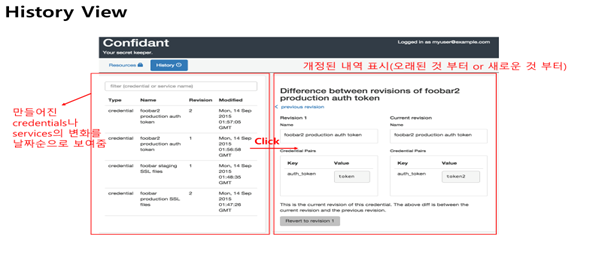 History View
Confidant
Your secret keeper.
Logged in as myuser@example.com
Resources
History
개정된 내역 표시(오래된 것 부터 or 새로운 것 부터)
만들어진
credentials나
services의 변화를
날짜순으로 보여줌
filter (credential or service name)
Type Name Revision Modified
credential foobar2 production auth token 2 Mon, 14 Sep 2015 01:57:05 GMT
credential foobar2 production auth token 1 Mon, 14 Sep 2015 01:56:58 GMT
credential foobar staging SSL files 1 Mon, 14 Sep 2015 01:48:35 GMT
credential foobar production SSL files 2 Mon, 14 Sep 2015 01:47:26 GMT
Click
Difference between revisions of foobar2
production auth token
< previous revision
Revision 1 Current revision
Name Name
foobar2 production auth token foobar2 production auth token
Credential Pairs Credential Pairs
Key Value Key Value
auth_token token auth_token token2
This is the current revision of this credential. The above diff is between the
current revision and the previous revision.
Revert to revision 1